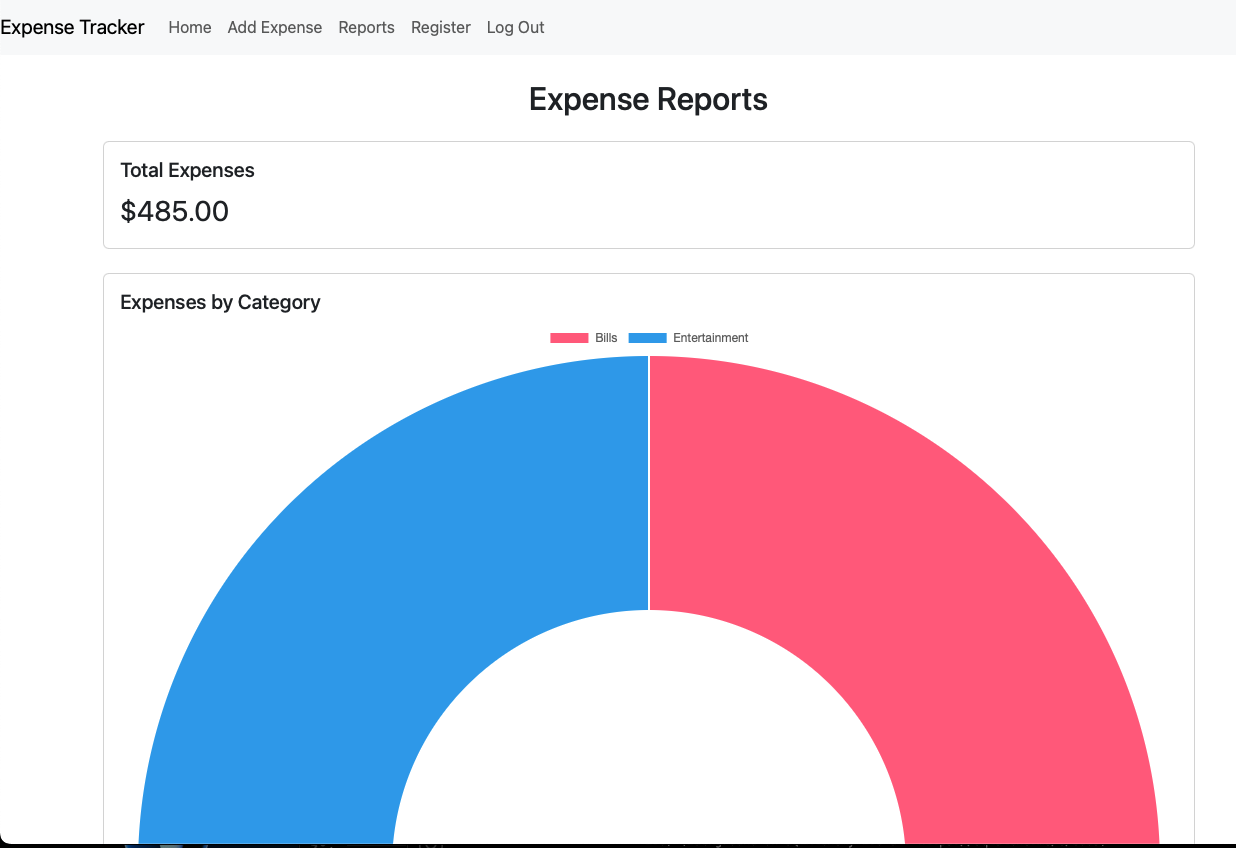 Expense Tracker Home Add Expense Reports Register Log Out
Expense Reports
Total Expenses
$485.00
Expenses by Category
Bills Entertainment